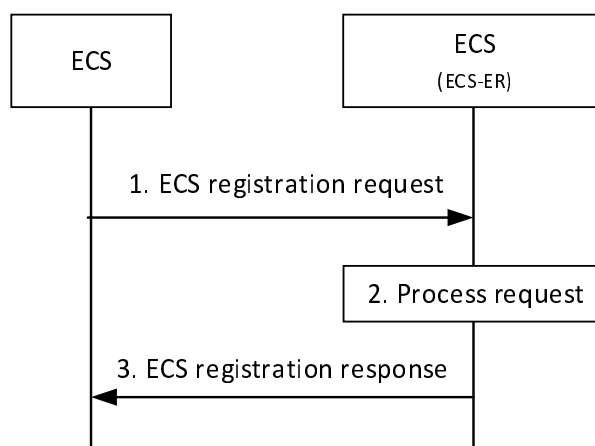 ECS
ECS
(ECS-ER)
1. ECS registration request
2. Process request
3. ECS registration response